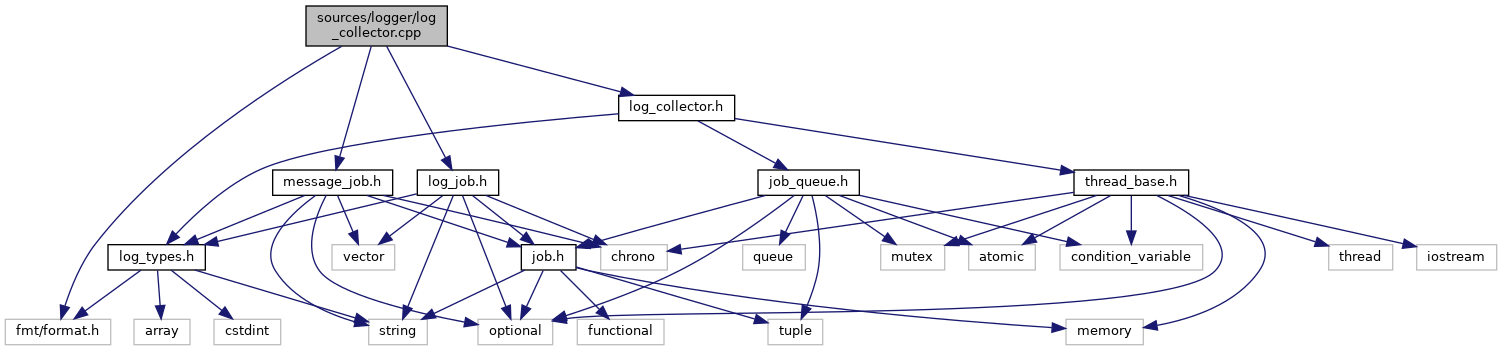 sources/logger/log
_collector.cpp
log_collector.h
message_job.h
log_job.h
job_queue.h
thread_base.h
log_types.h
vector
job.h
chrono
queue
mutex
atomic
condition_variable
thread
iostream
fmt/format.h
array
cstdint
string
optional
functional
tuple
memory